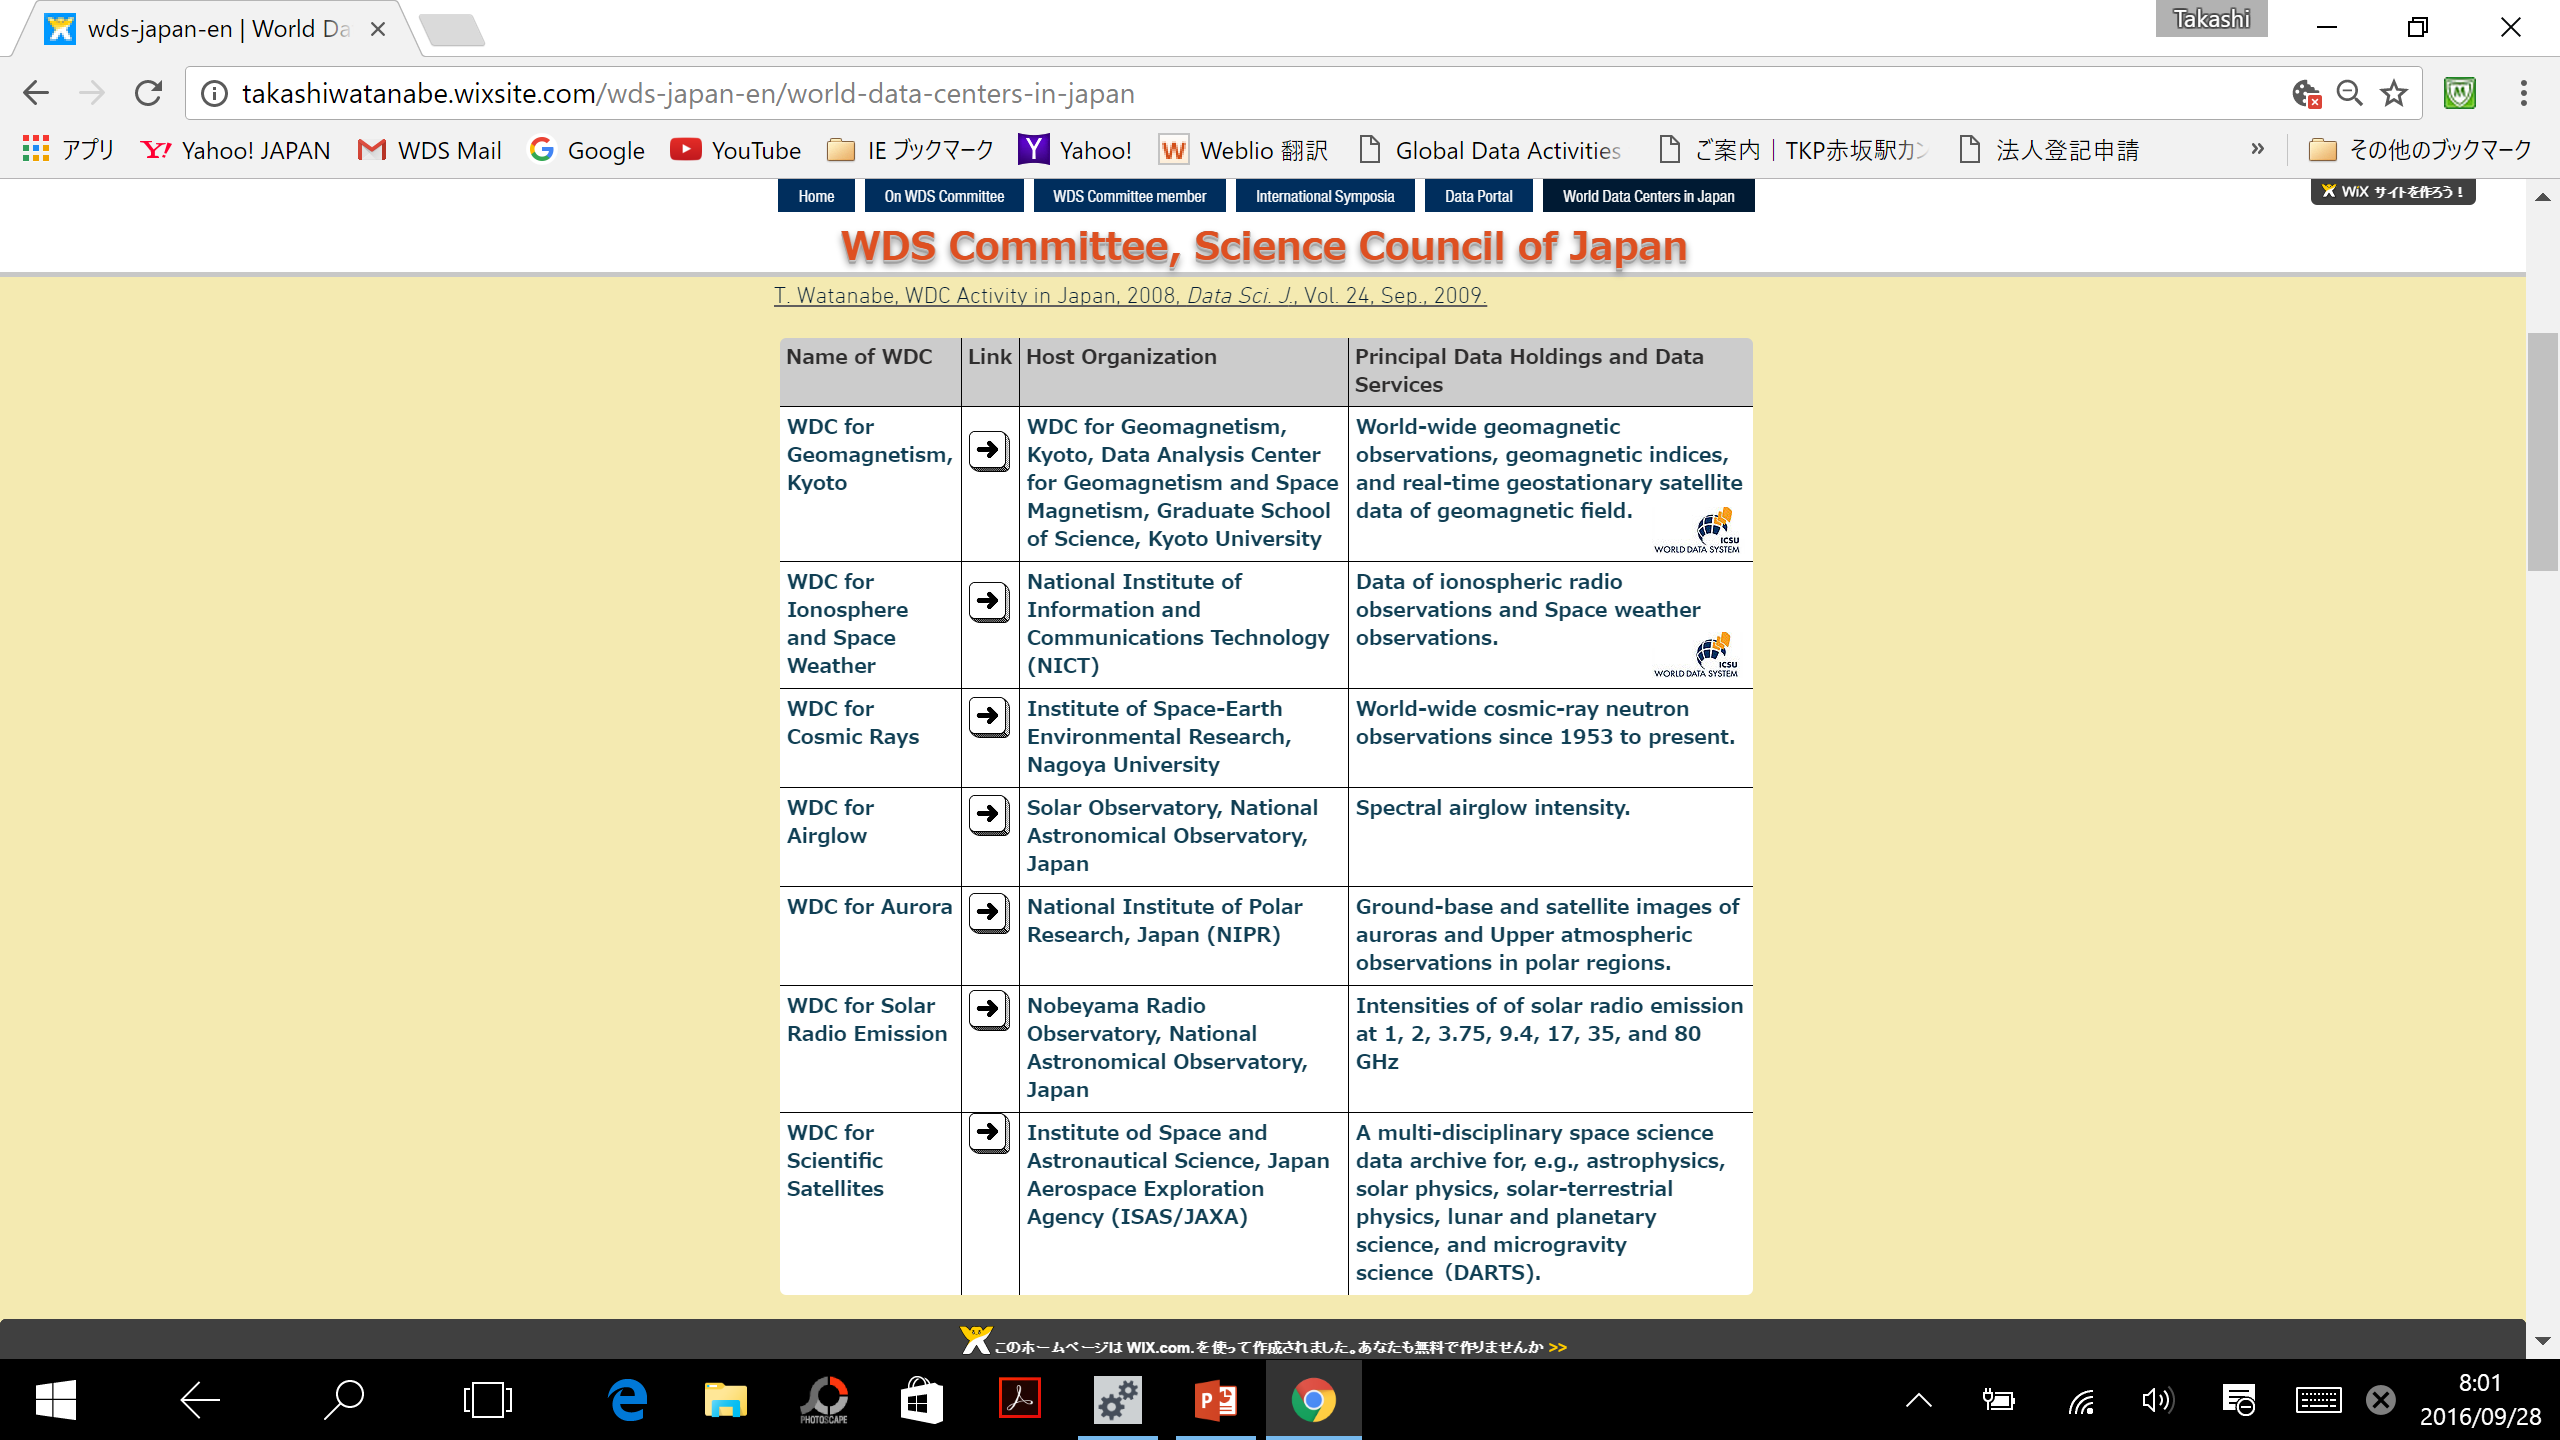 wds-japan-en | World Da
Takashi
takashiwatanabe.wixsite.com/wds-japan-en/world-data-centers-in-japan
アプリ Yahoo! JAPAN WDS Mail Google YouTube IE ブックマーク Yahoo! Weblio 翻訳 Global Data Activities ご案内 | TKP赤坂駅カン 法人登記申請 » その他のブックマーク
Home On WDS Committee WDS Committee member International Symposia Data Portal World Data Centers in Japan
WiX サイトを作ろう!
WDS Committee, Science Council of Japan
T. Watanabe, WDC Activity in Japan, 2008, Data Sci. J., Vol. 24, Sep., 2009.
Name of WDC Link Host Organization Principal Data Holdings and Data
Services
WDC for
Geomagnetism,
Kyoto
WDC for Geomagnetism,
Kyoto, Data Analysis Center
for Geomagnetism and Space
Magnetism, Graduate School
of Science, Kyoto University
World-wide geomagnetic
observations, geomagnetic indices,
and real-time geostationary satellite
data of geomagnetic field.
ICSU
WORLD DATA SYSTEM
WDC for
Ionosphere
and Space
Weather
National Institute of
Information and
Communications Technology
(NICT)
Data of ionospheric radio
observations and Space weather
observations.
ICSU
WORLD DATA SYSTEM
WDC for
Cosmic Rays
Institute of Space-Earth
Environmental Research,
Nagoya University
World-wide cosmic-ray neutron
observations since 1953 to present.
WDC for
Airglow
Solar Observatory, National
Astronomical Observatory,
Japan
Spectral airglow intensity.
WDC for Aurora
National Institute of Polar
Research, Japan (NIPR)
Ground-base and satellite images of
auroras and Upper atmospheric
observations in polar regions.
WDC for Solar
Radio Emission
Nobeyama Radio
Observatory, National
Astronomical Observatory,
Japan
Intensities of of solar radio emission
at 1, 2, 3.75, 9.4, 17, 35, and 80
GHz
WDC for
Scientific
Satellites
Institute od Space and
Astronautical Science, Japan
Aerospace Exploration
Agency (ISAS/JAXA)
A multi-disciplinary space science
data archive for, e.g., astrophysics,
solar physics, solar-terrestrial
physics, lunar and planetary
science, and microgravity
science（DARTS).
このホームページは WIX.com. を使って作成されました。あなたも無料で作りませんか >>
PHOTOSCAPE
8:01
2016/09/28